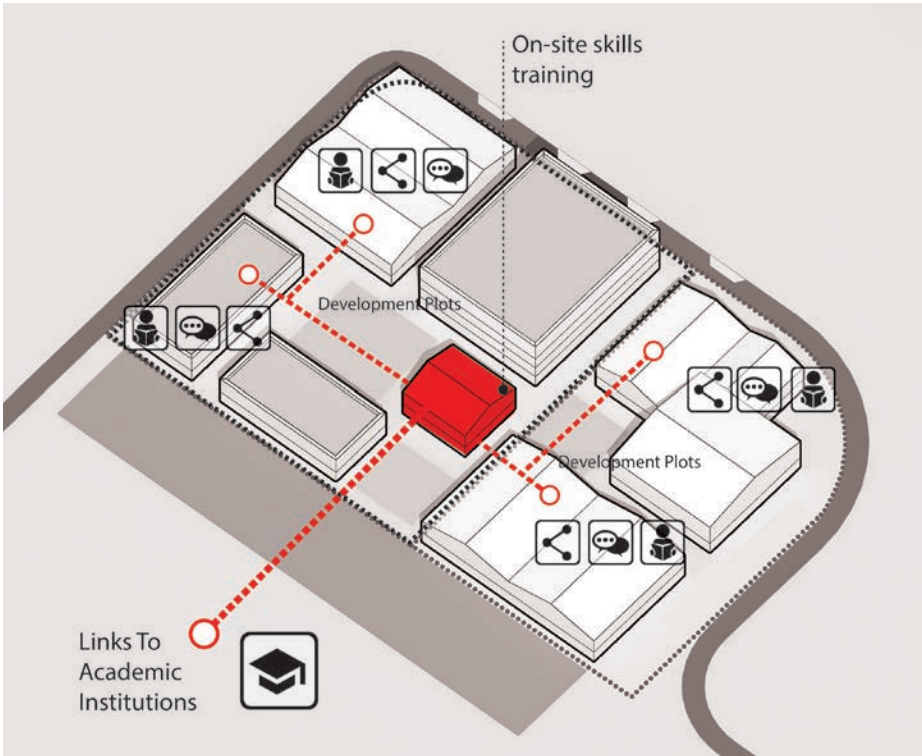 On-site skills
training
Development Plots
Development Plots
Links To
Academic
Institutions